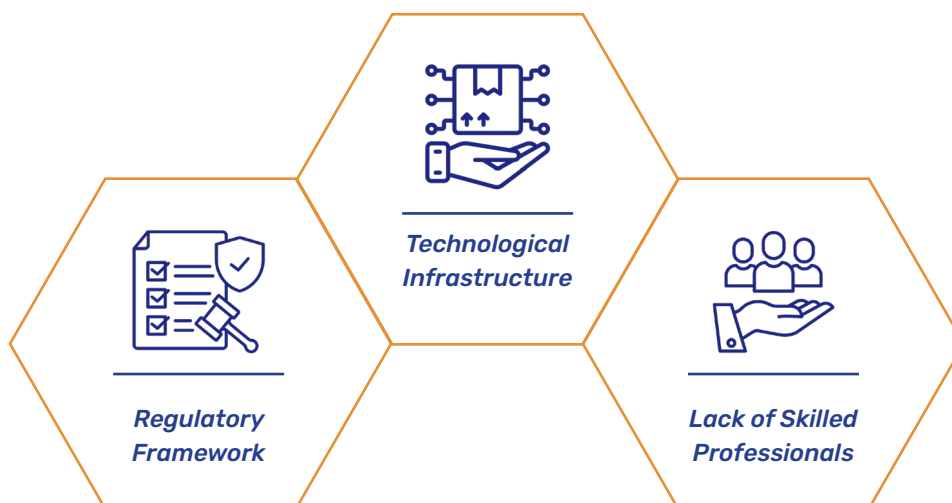 Technological
Infrastructure
Regulatory
Framework
Lack of Skilled
Professionals